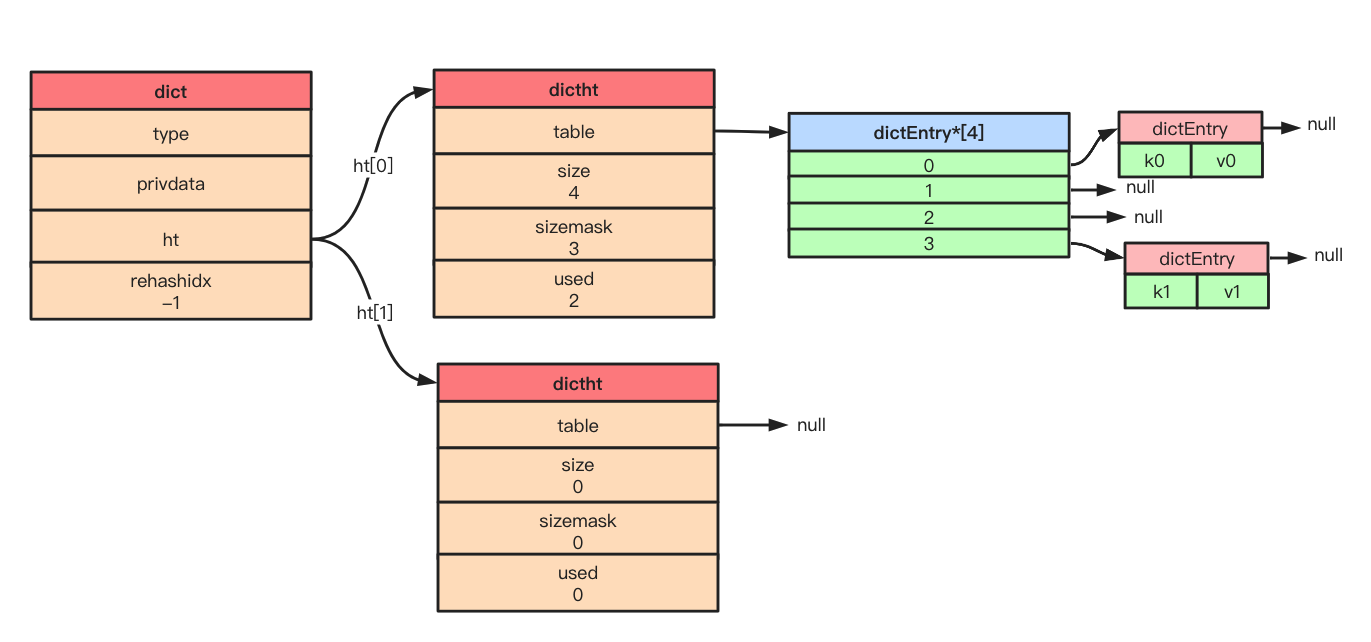 dict
type
privdata
ht
rehashidx
–1
ht[0]
ht[1]
dictht
table
size
4
sizemask
3
used
2
dictEntry*[4]
0
1
2
3
dictEntry
k0
v0
null
null
null
dictEntry
k1
v1
null
dictht
table
size
0
sizemask
0
used
0
null